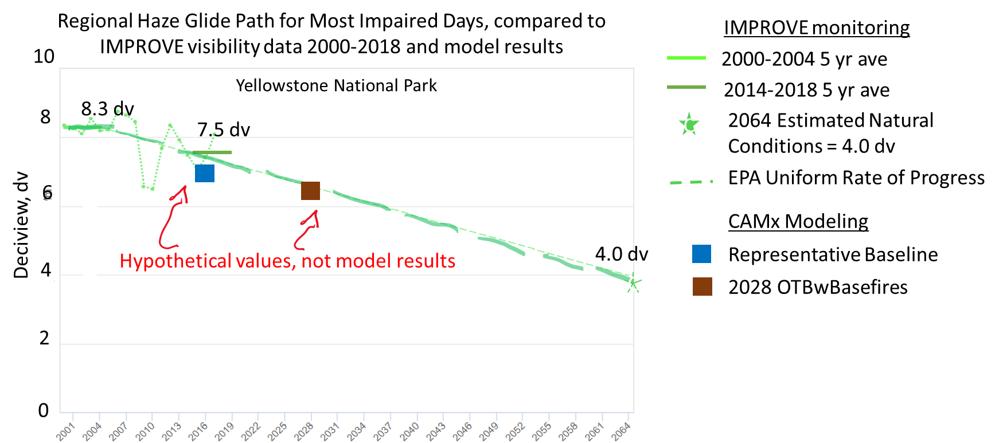 Regional Haze Glide Path for Most Impaired Days, compared to
IMPROVE visibility data 2000-2018 and model results
Yellowstone National Park
Deciview, dv
10
8
6
4
2
0
8.3 dv
7.5 dv
4.0 dv
Hypothetical values, not model results
2001
2004
2007
2010
2013
2016
2019
2022
2025
2028
2031
2034
2037
2040
2043
2046
2049
2052
2055
2058
2061
2064
IMPROVE monitoring
2000-2004 5 yr ave
2014-2018 5 yr ave
2064 Estimated Natural
Conditions = 4.0 dv
EPA Uniform Rate of Progress
CAMx Modeling
Representative Baseline
2028 OTBwBasefires